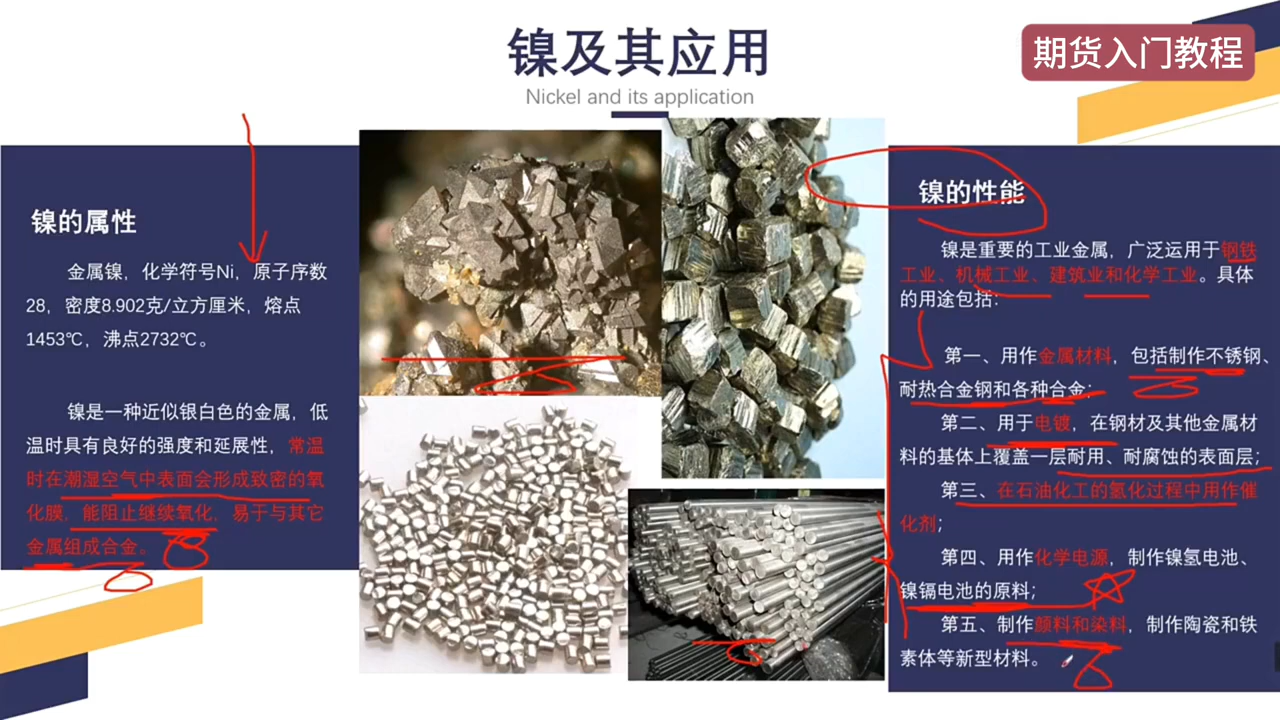 镍及其应用
Nickel and its application
期货入门教程
镍的属性
金属镍，化学符号Ni，原子序数
28，密度8.902克/立方厘米，熔点
1453℃，沸点2732℃。
镍是一种近似银白色的金属，低
温时具有良好的强度和延展性，常温
时在潮湿空气中表面会形成致密的氧
化膜，能阻止继续氧化，易于与其它
金属组成合金。
镍的性能
镍是重要的工业金属，广泛运用于钢铁
工业、机械工业、建筑业和化学工业。具体
的用途包括：
第一、用作金属材料，包括制作不锈钢、
耐热合金钢和各种合金；
第二、用于电镀，在钢材及其他金属材
料的基体上覆盖一层耐用、耐腐蚀的表面层；
第三、在石油化工的氢化过程中用作催
化剂；
第四、用作化学电源，制作镍氢电池、
镍镉电池的原料；
第五、制作颜料和染料，制作陶瓷和铁
素体等新型材料。